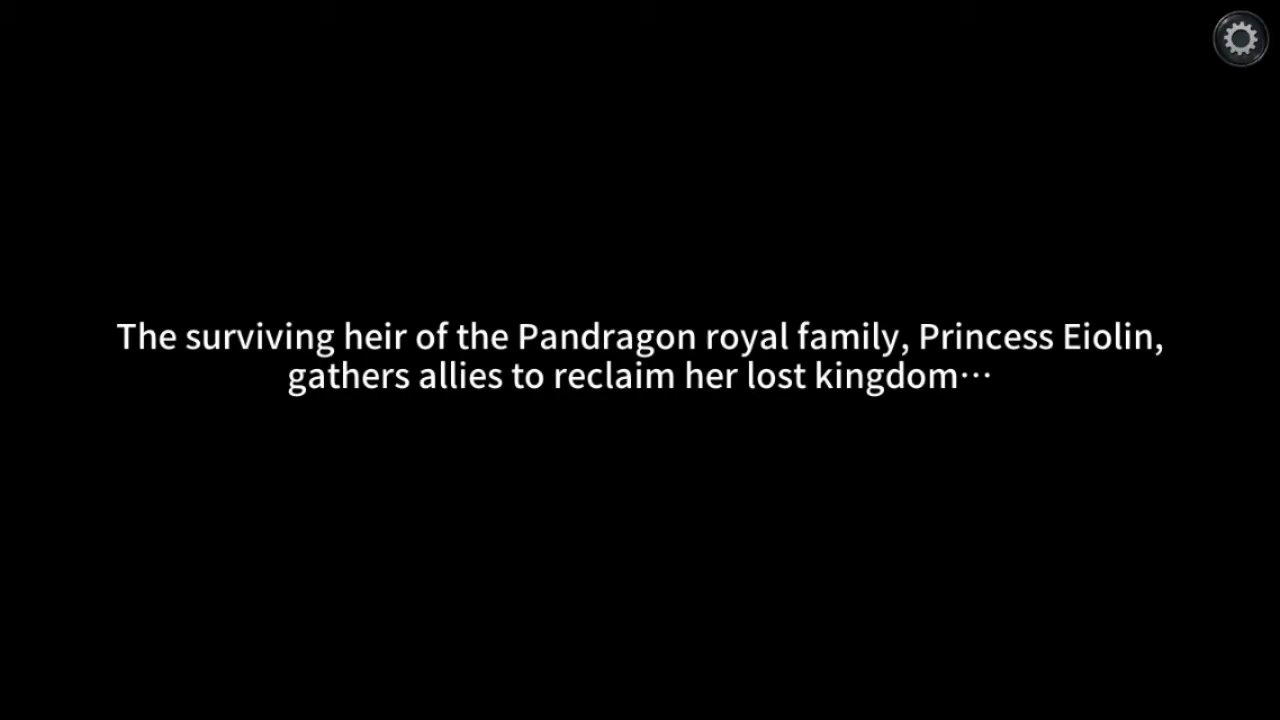 The surviving heir of the Pandragon royal family, Princess Eiolin,
gathers allies to reclaim her lost kingdom⋯